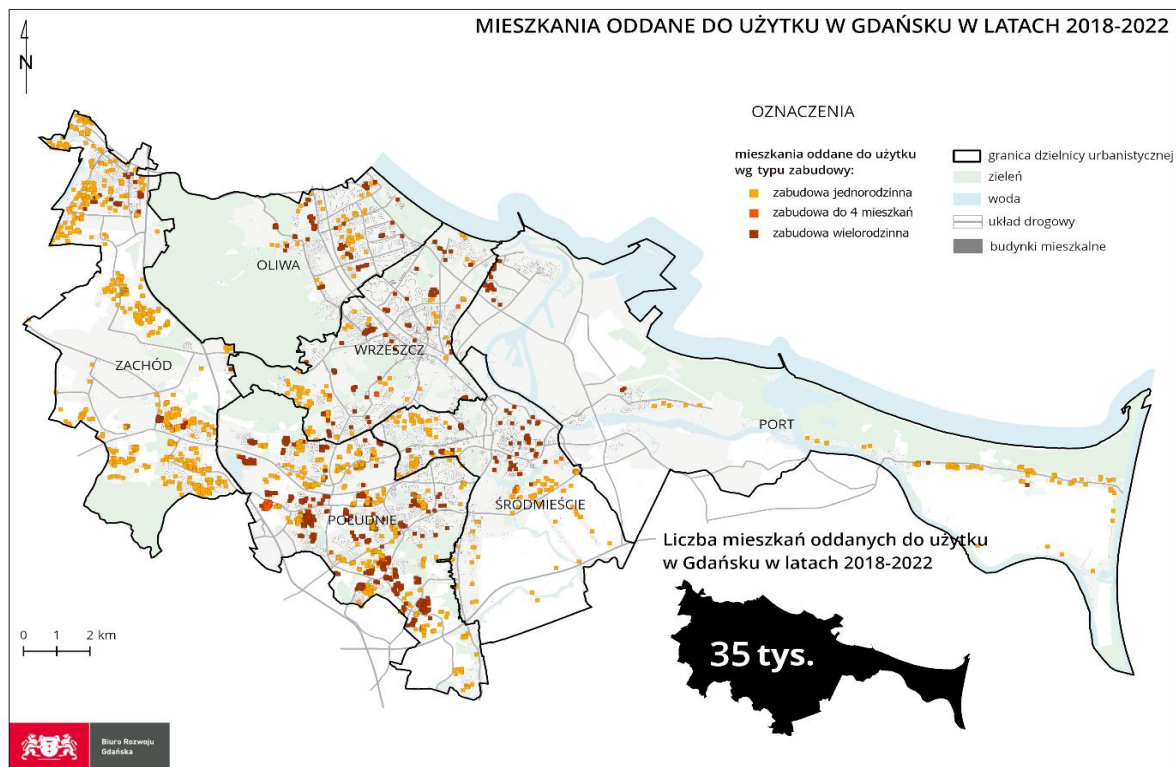 MIESZKANIA ODDANE DO UŻYTKU W GDAŃSKU W LATACH 2018-2022
N
OZNACZENIA
mieszkania oddane do użytku
wg typu zabudowy:
zabudowa jednorodzinna
zabudowa do 4 mieszkań
zabudowa wielorodzinna
granica dzielnicy urbanistycznej
zieleń
woda
układ drogowy
budynki mieszkalne
OLIWA
WRZESZCZ
ZACHÓD
PORT
ŚRÓDMIEŚCIE
POŁUDNIE
Liczba mieszkań oddanych do użytku
w Gdańsku w latach 2018-2022
35 tys.
0 1 2 km
Biuro Rozwoju
Gdańska